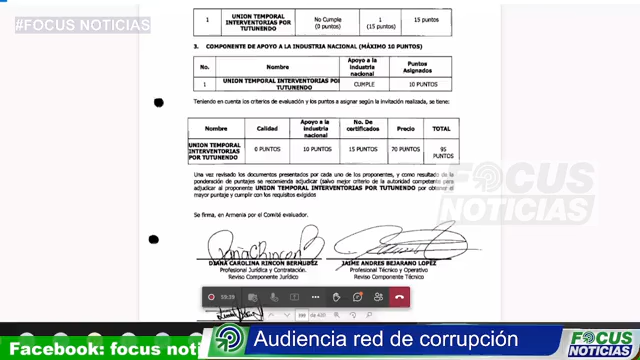 #FOCUS NOTICIAS
1 UNION TEMPORAL INTERVENTORIAS POR TUTUNENDO No Cumple (0 puntos) 1 (15 puntos) 15 puntos
3. COMPONENTE DE APOYO A LA INDUSTRIA NACIONAL (MÁXIMO 10 PUNTOS)
No. Nombre Apoyo a la industria nacional Puntos Asignados
1 UNION TEMPORAL INTERVENTORIAS POR TUTUNENDO CUMPLE 10 PUNTOS
Teniendo en cuenta los criterios de evaluación y los puntos a asignar según la invitación realizada, se tiene:
Nombre Calidad Apoyo a la industria nacional No. De certificados Precio TOTAL
UNION TEMPORAL INTERVENTORIAS POR TUTUNENDO 0 PUNTOS 10 PUNTOS 15 PUNTOS 70 PUNTOS 95 PUNTOS
Una vez revisado los documentos presentados por cada uno de los proponentes, y como resultado de la
ponderación de puntajes se recomienda adjudicar (salvo mejor criterio de la autoridad competente para
adjudicar al proponente UNION TEMPORAL INTERVENTORIAS POR TUTUNENDO por obtener el
mayor puntaje y cumplir con los requisitos exigidos
FOCUS
NOTICIAS
Se firma, en Armenia por el Comité evaluador.
DIANA CAROLINA RINCON BERMUDEZ JAIME ANDRES BEJARANO LOPEZ
Profesional Jurídica y Contratación. Profesional Técnico y Operativo
Reviso Componente Jurídico Reviso Componente Técnico
59:39
de 420
Facebook: focus noti
Audiencia red de corrupción
FOCUS
NOTICIAS